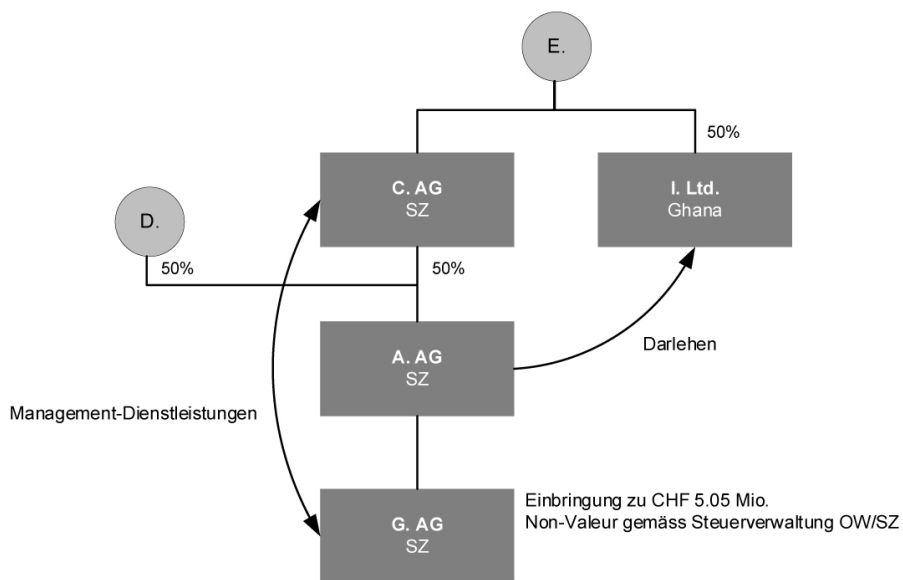 E.
50%
C. AG
SZ
I. Ltd.
Ghana
D.
50%
50%
A. AG
SZ
Darlehen
Management-Dienstleistungen
G. AG
SZ
Einbringung zu CHF 5.05 Mio.
Non-Valeur gemäss Steuerverwaltung OW/SZ